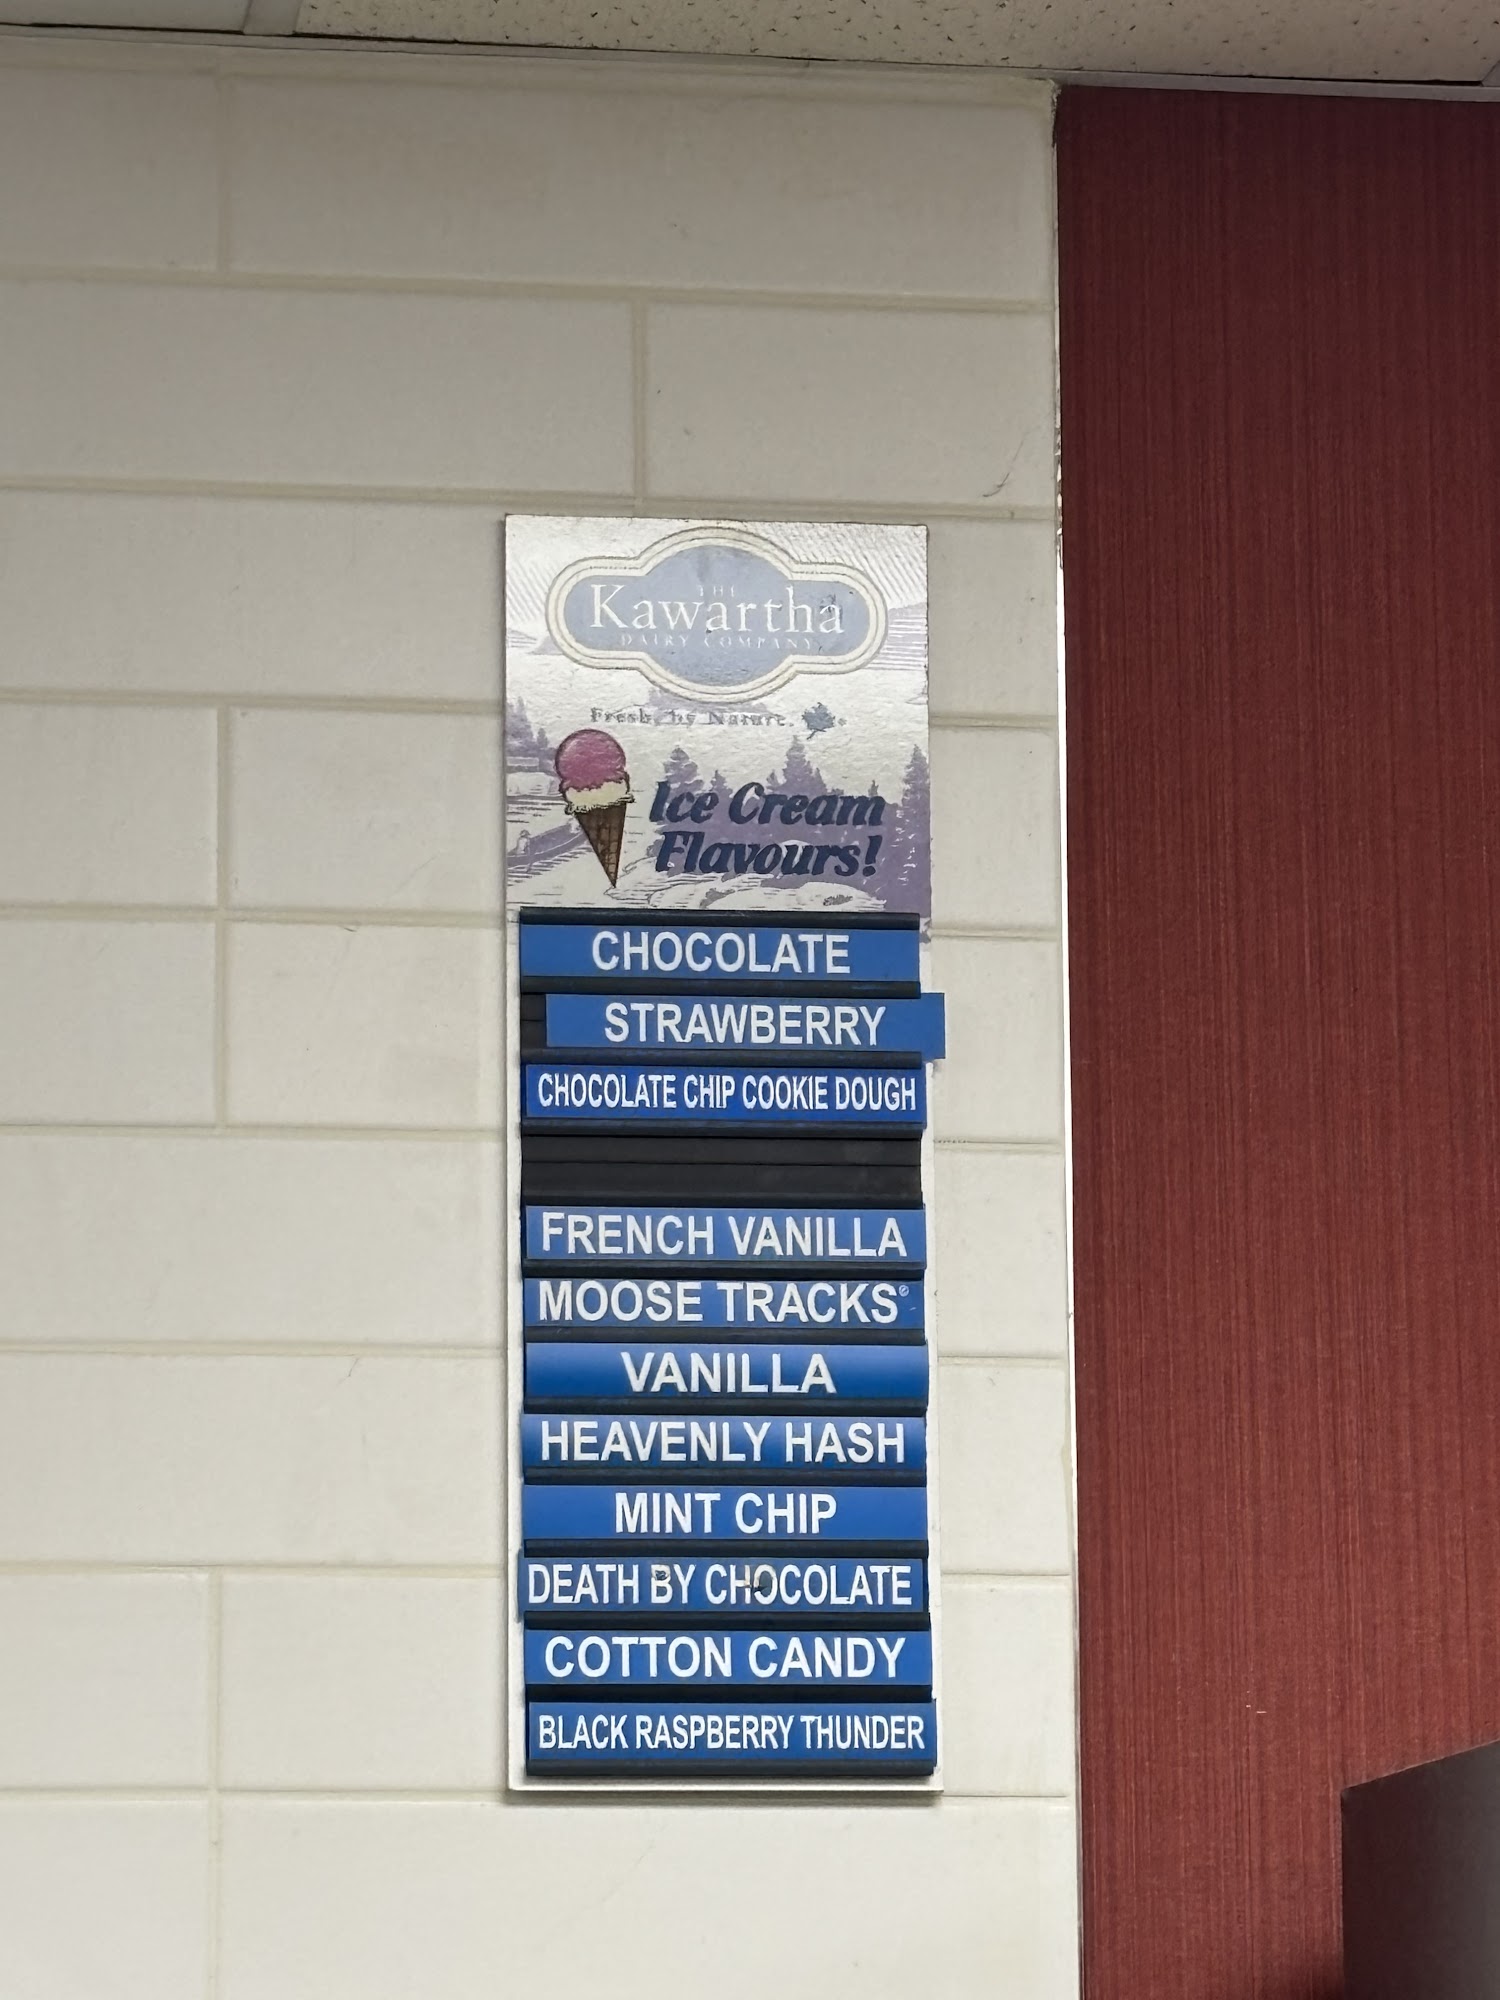 THE
Kawartha
DAIRY COMPANY
Fresh, by Nature.
Ice Cream
Flavours!
CHOCOLATE
STRAWBERRY
CHOCOLATE CHIP COOKIE DOUGH
FRENCH VANILLA
MOOSE TRACKS®
VANILLA
HEAVENLY HASH
MINT CHIP
DEATH BY CHOCOLATE
COTTON CANDY
BLACK RASPBERRY THUNDER